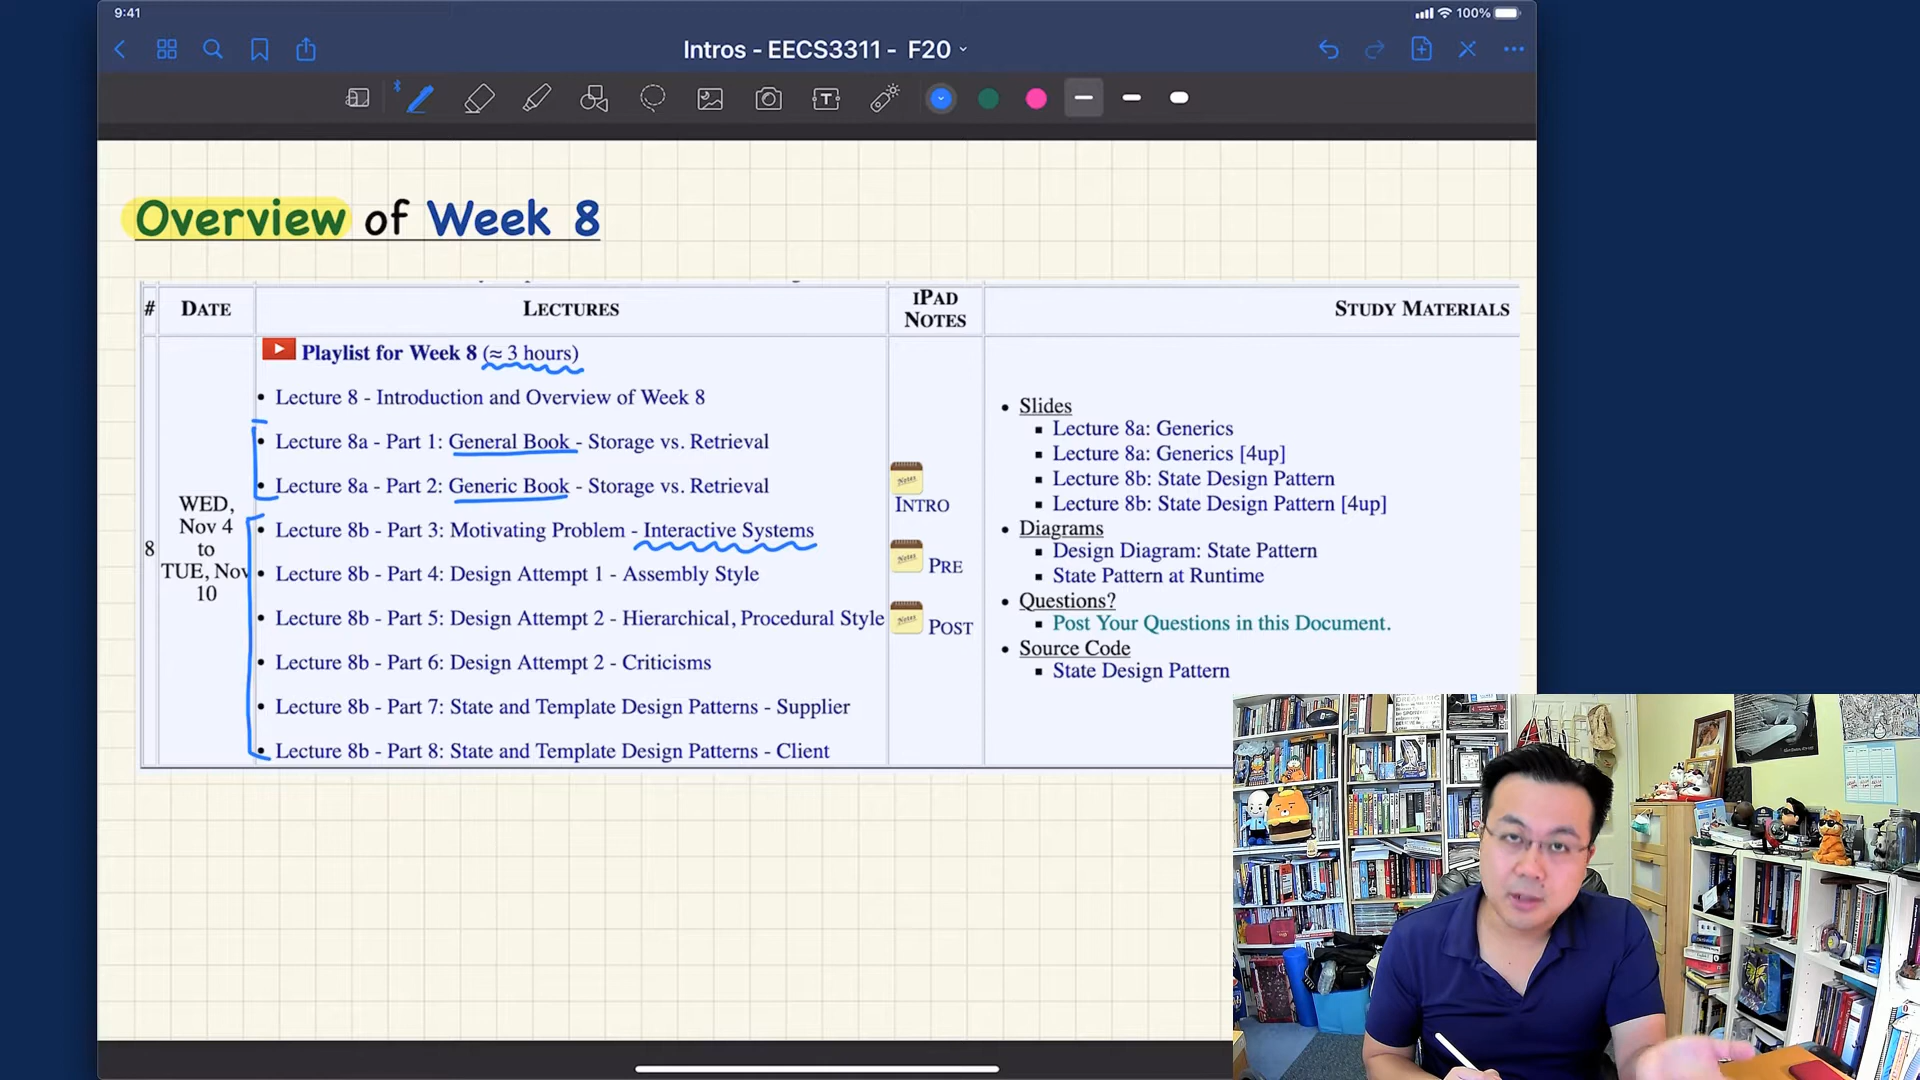 9:41
100%
Intros - EECS3311 - F20
Overview of Week 8
# DATE LECTURES IPAD NOTES STUDY MATERIALS
8
WED,
Nov 4
to
TUE, Nov
10
Playlist for Week 8 (≈ 3 hours)
• Lecture 8 - Introduction and Overview of Week 8
• Lecture 8a - Part 1: General Book - Storage vs. Retrieval
• Lecture 8a - Part 2: Generic Book - Storage vs. Retrieval
• Lecture 8b - Part 3: Motivating Problem - Interactive Systems
• Lecture 8b - Part 4: Design Attempt 1 - Assembly Style
• Lecture 8b - Part 5: Design Attempt 2 - Hierarchical, Procedural Style
• Lecture 8b - Part 6: Design Attempt 2 - Criticisms
• Lecture 8b - Part 7: State and Template Design Patterns - Supplier
• Lecture 8b - Part 8: State and Template Design Patterns - Client
Notes
INTRO
Notes
PRE
Notes
POST
• Slides
▪ Lecture 8a: Generics
▪ Lecture 8a: Generics [4up]
▪ Lecture 8b: State Design Pattern
▪ Lecture 8b: State Design Pattern [4up]
• Diagrams
▪ Design Diagram: State Pattern
▪ State Pattern at Runtime
• Questions?
▪ Post Your Questions in this Document.
• Source Code
▪ State Design Pattern